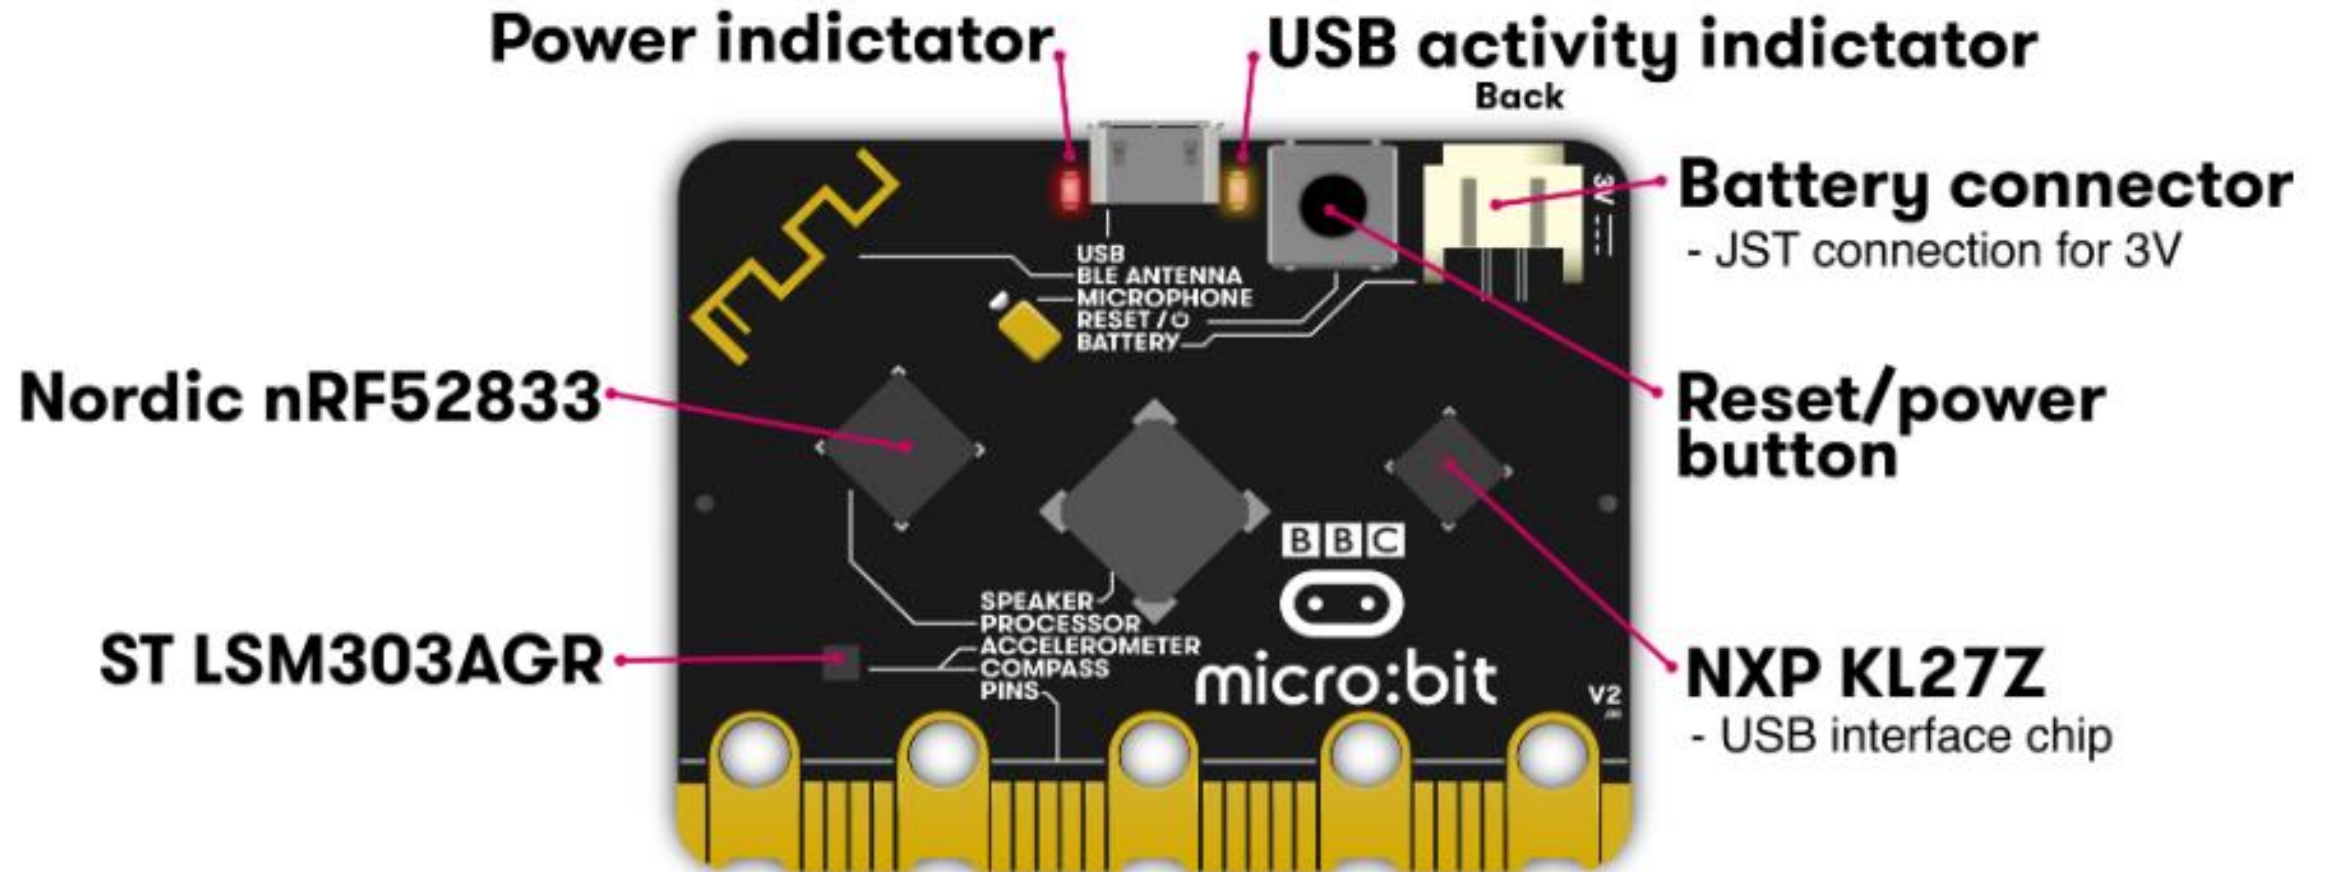 Power indictator
USB activity indictator
Back
Battery connector
- JST connection for 3V
3V
USB
BLE ANTENNA
MICROPHONE
RESET/⏻
BATTERY
Nordic nRF52833
Reset/power
button
BBC
SPEAKER
PROCESSOR
ACCELEROMETER
COMPASS
PINS
ST LSM303AGR
micro:bit
V2
NXP KL27Z
- USB interface chip